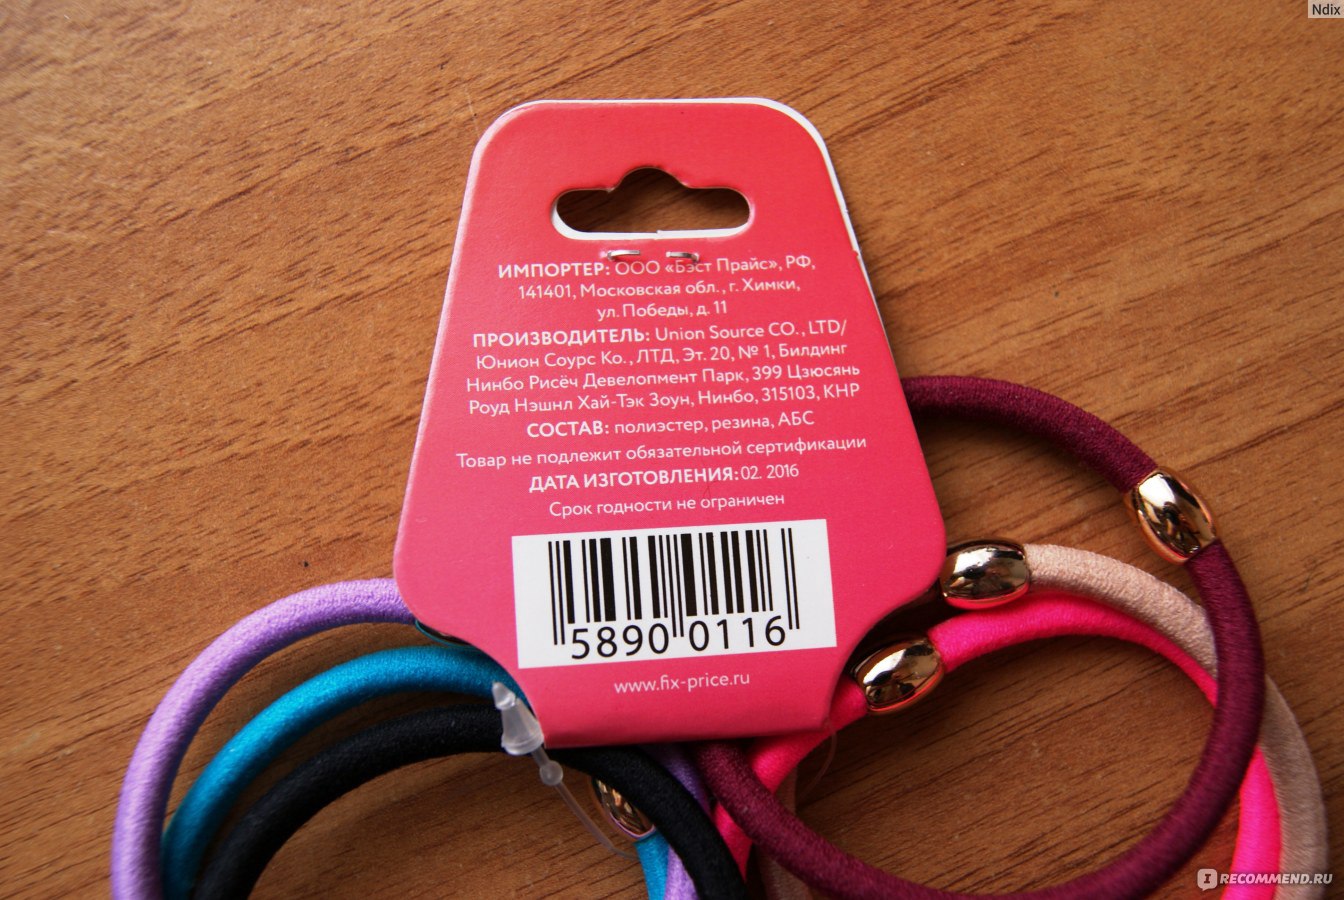 Ndix
ИМПОРТЕР: ООО «Бэст Прайс», РФ,
141401, Московская обл., г. Химки,
ул. Победы, д. 11
ПРОИЗВОДИТЕЛЬ: Union Source CO., LTD/
Юнион Соурс Ко., ЛТД, Эт. 20, № 1, Билдинг
Нинбо Рисёч Девелопмент Парк, 399 Цзюсянь
Роуд Нэшнл Хай-Тэк Зоун, Нинбо, 315103, КНР
СОСТАВ: полиэстер, резина, АБС
Товар не подлежит обязательной сертификации
ДАТА ИЗГОТОВЛЕНИЯ: 02. 2016
Срок годности не ограничен
5890 0116
www.fix-price.ru
I RECOMMEND.RU